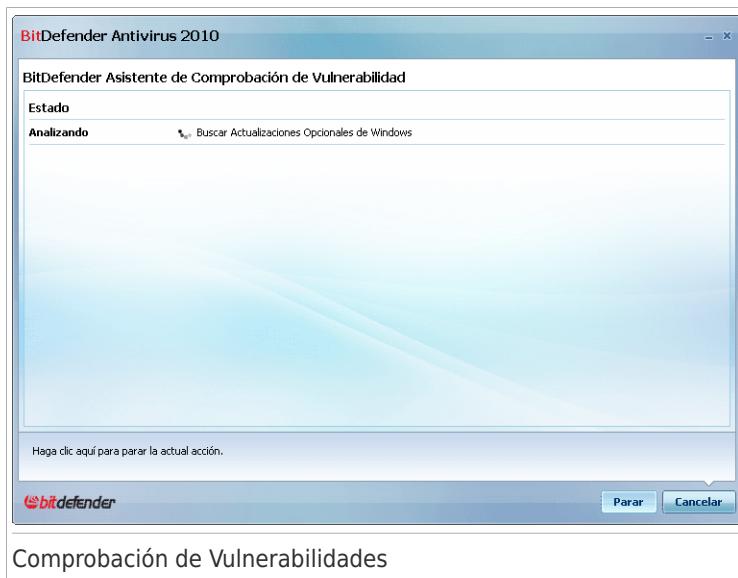 BitDefender Antivirus 2010
BitDefender Asistente de Comprobación de Vulnerabilidad
Estado
Analizando Buscar Actualizaciones Opcionales de Windows
Haga clic aquí para parar la actual acción.
bitdefender Parar Cancelar
Comprobación de Vulnerabilidades